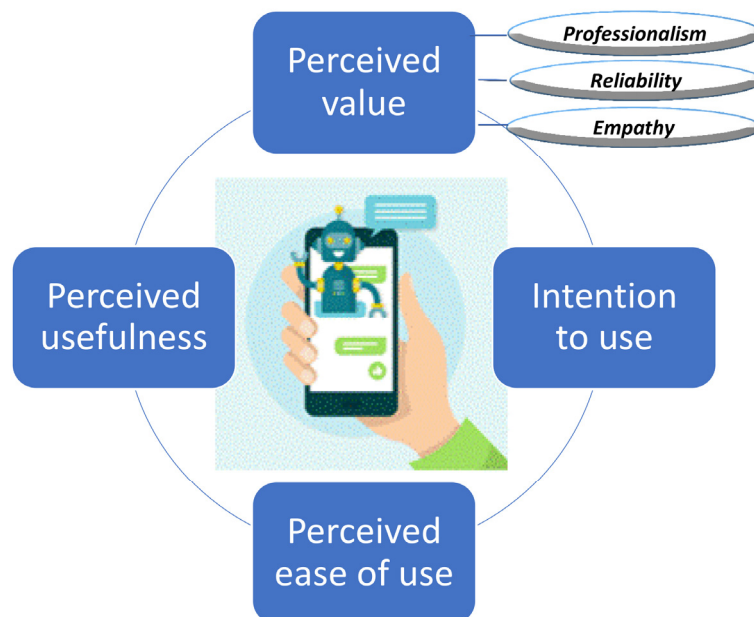 Perceived
value
Professionalism
Reliability
Empathy
Perceived
usefulness
Intention
to use
Perceived
ease of use